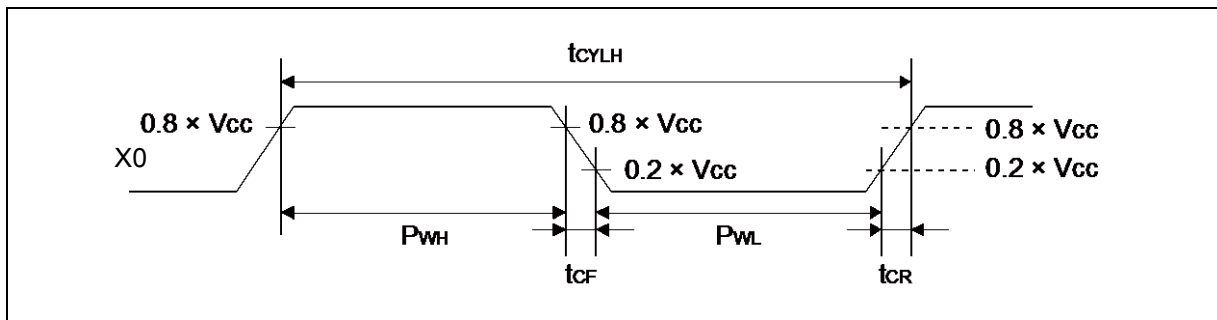 tCYLH
0.8 × VCC
0.8 × VCC
0.8 × VCC
X0
0.2 × VCC
0.2 × VCC
PWH
PWL
tCF
tCR